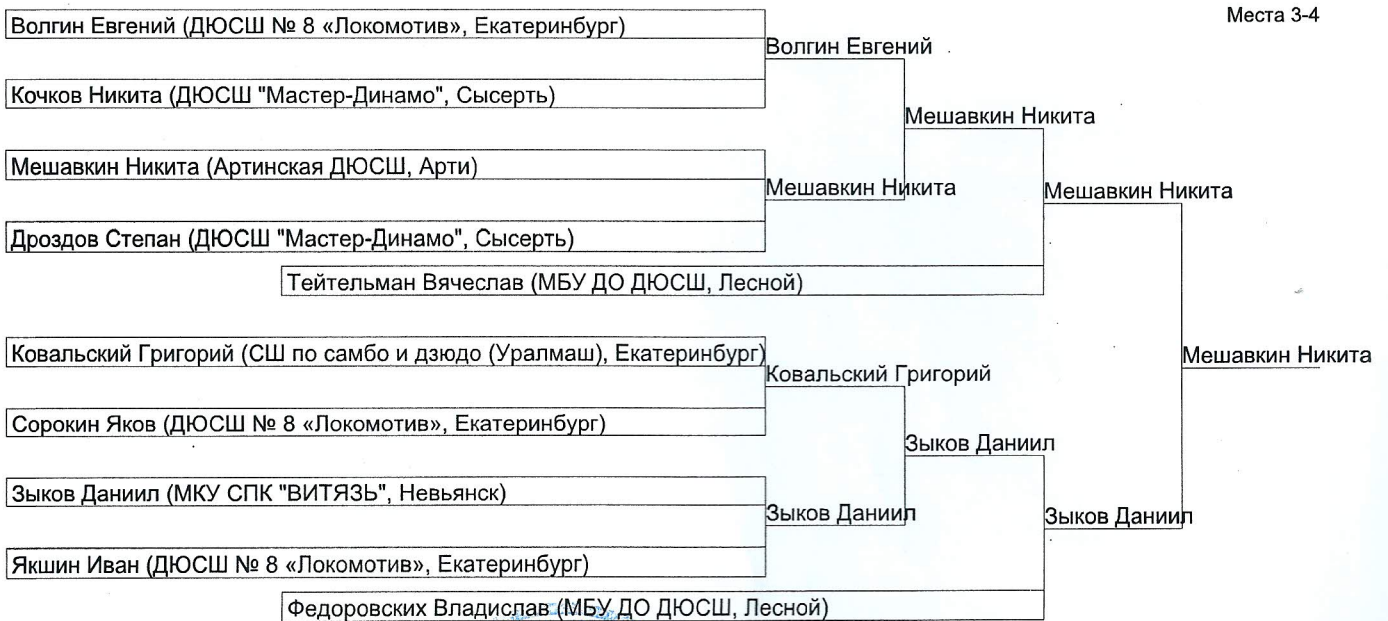 Места 3-4
Волгин Евгений (ДЮСШ № 8 «Локомотив», Екатеринбург)
Волгин Евгений
Кочков Никита (ДЮСШ "Мастер-Динамо", Сысерть)
Мешавкин Никита
Мешавкин Никита (Артинская ДЮСШ, Арти)
Мешавкин Никита
Мешавкин Никита
Дроздов Степан (ДЮСШ "Мастер-Динамо", Сысерть)
Тейтельман Вячеслав (МБУ ДО ДЮСШ, Лесной)
Ковальский Григорий (СШ по самбо и дзюдо (Уралмаш), Екатеринбург)
Мешавкин Никита
Ковальский Григорий
Сорокин Яков (ДЮСШ № 8 «Локомотив», Екатеринбург)
Зыков Даниил
Зыков Даниил (МКУ СПК "ВИТЯЗЬ", Невьянск)
Зыков Даниил
Зыков Даниил
Якшин Иван (ДЮСШ № 8 «Локомотив», Екатеринбург)
Федоровских Владислав (МБУ ДО ДЮСШ, Лесной)